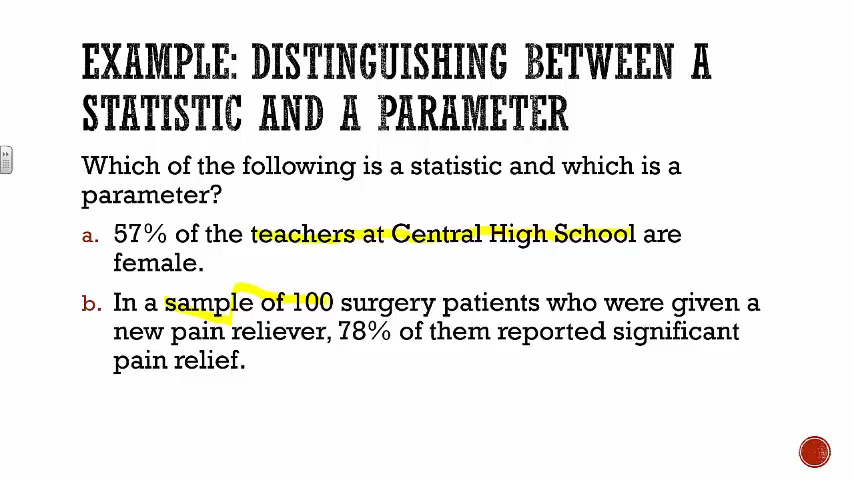 EXAMPLE: DISTINGUISHING BETWEEN A
STATISTIC AND A PARAMETER
Which of the following is a statistic and which is a
parameter?
a. 57% of the teachers at Central High School are
female.
b. In a sample of 100 surgery patients who were given a
new pain reliever, 78% of them reported significant
pain relief.